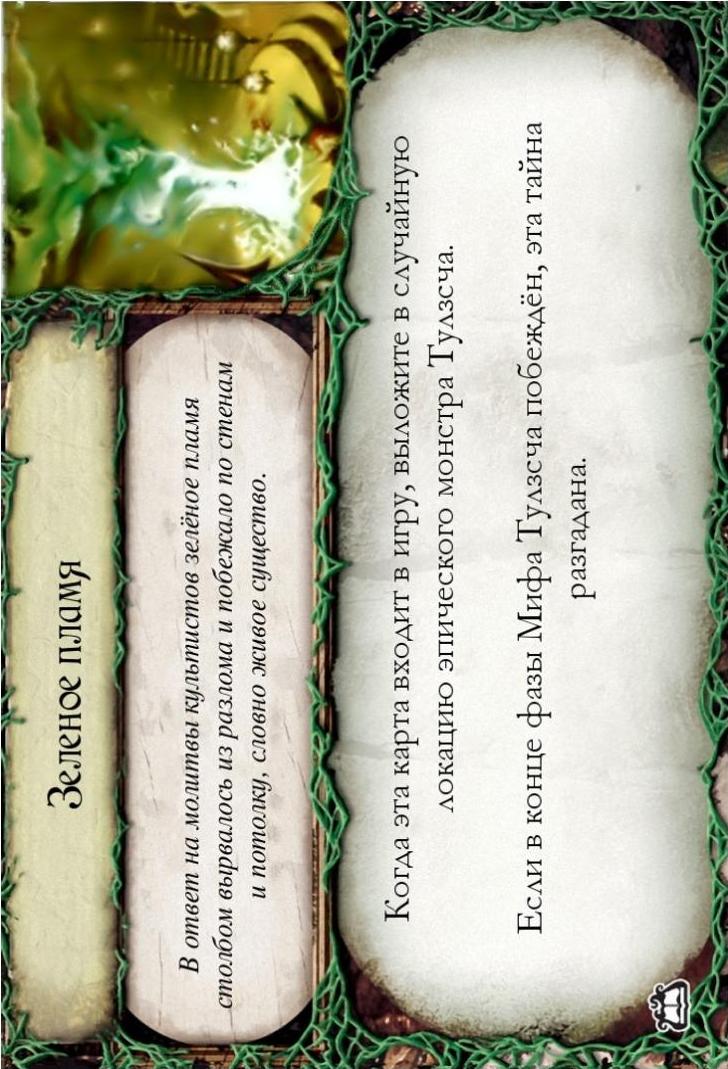 Зеленое пламя
В ответ на молитвы культистов зелёное пламя
столбом вырвалось из разлома и побежало по стенам
и потолку, словно живое существо.
Когда эта карта входит в игру, выложите в случайную
локацию эпического монстра Тулзсча.
Если в конце фазы Мифа Тулзсча побеждён, эта тайна
разгадана.